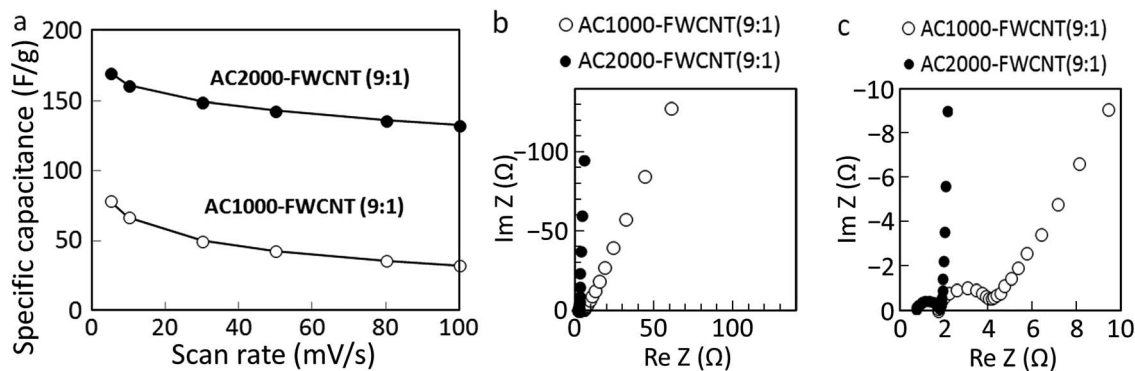 a
Specific capacitance (F/g)
200
150
100
50
0
AC2000-FWCNT (9:1)
AC1000-FWCNT (9:1)
0 20 40 60 80 100
Scan rate (mV/s)
b
AC1000-FWCNT(9:1)
AC2000-FWCNT(9:1)
Im Z (Ω)
−100
−50
0
0 50 100
Re Z (Ω)
c
AC1000-FWCNT(9:1)
AC2000-FWCNT(9:1)
Im Z (Ω)
−10
−8
−6
−4
−2
0
0 2 4 6 8 10
Re Z (Ω)